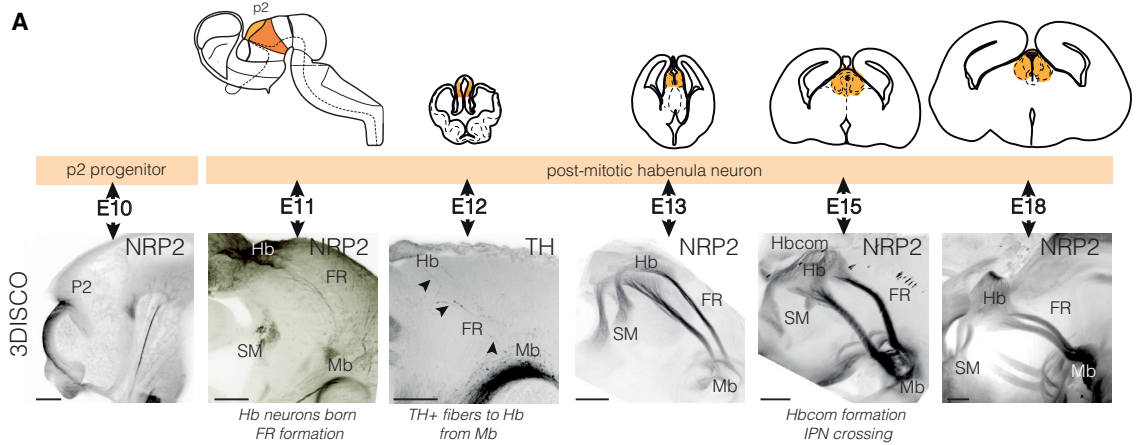 A
p2
p2 progenitor
post-mitotic habenula neuron
E10
E11
E12
E13
E15
E18
3DISCO
NRP2
P2
Hb
NRP2
FR
SM
Mb
TH
Hb
FR
Mb
NRP2
Hb
FR
SM
Mb
Hbcom
NRP2
Hb
FR
SM
Mb
NRP2
Hb
FR
SM
Mb
Hb neurons born
FR formation
TH+ fibers to Hb
from Mb
Hbcom formation
IPN crossing